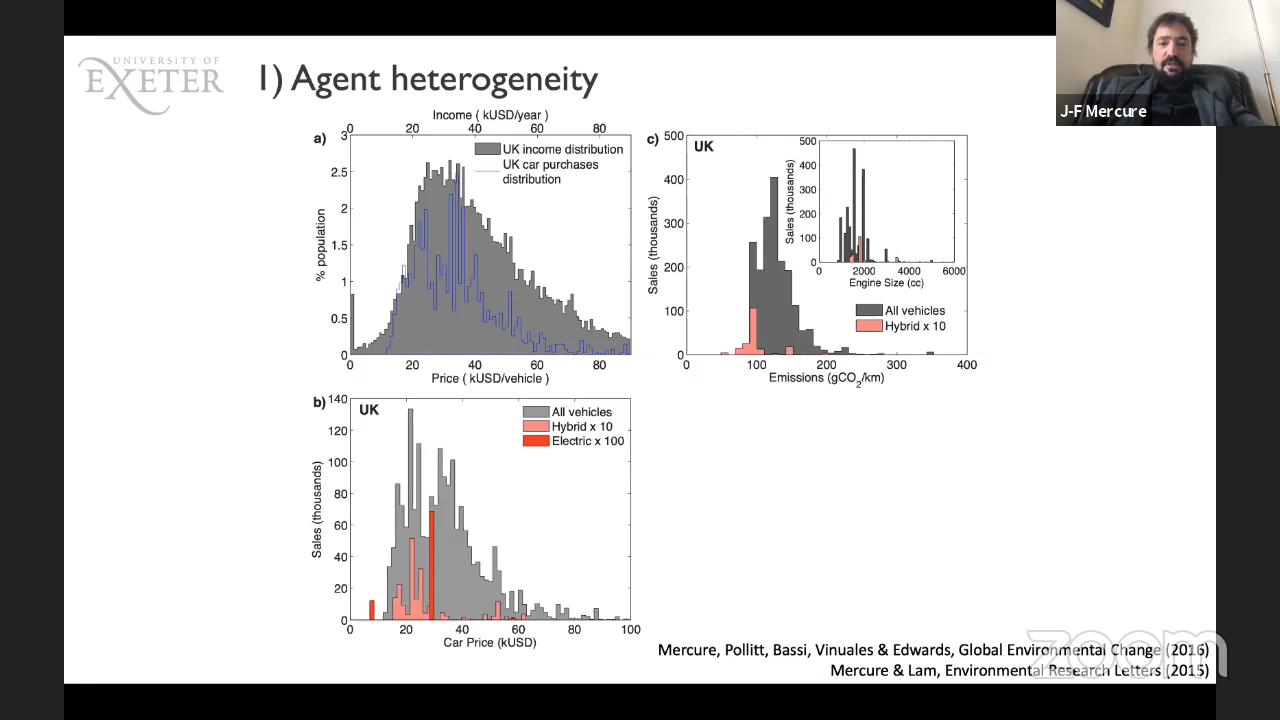 UNIVERSITY OF
EXETER
1) Agent heterogeneity
J-F Mercure
a)
Income ( kUSD/year )
0 20 40 60 80
3
2.5
2
1.5
1
0.5
0
% population
UK income distribution
UK car purchases
distribution
0 20 40 60 80
Price ( kUSD/vehicle )
b)
UK
140
120
100
80
60
40
20
0
Sales (thousands)
All vehicles
Hybrid x 10
Electric x 100
0 20 40 60 80 100
Car Price (kUSD)
c)
UK
500
400
300
200
100
0
Sales (thousands)
500
400
300
200
100
0
Sales (thousands)
0 2000 4000 6000
Engine Size (cc)
All vehicles
Hybrid x 10
0 100 200 300 400
Emissions (gCO2/km)
Mercure, Pollitt, Bassi, Vinuales & Edwards, Global Environmental Change (2016)
Mercure & Lam, Environmental Research Letters (2015)
zoom